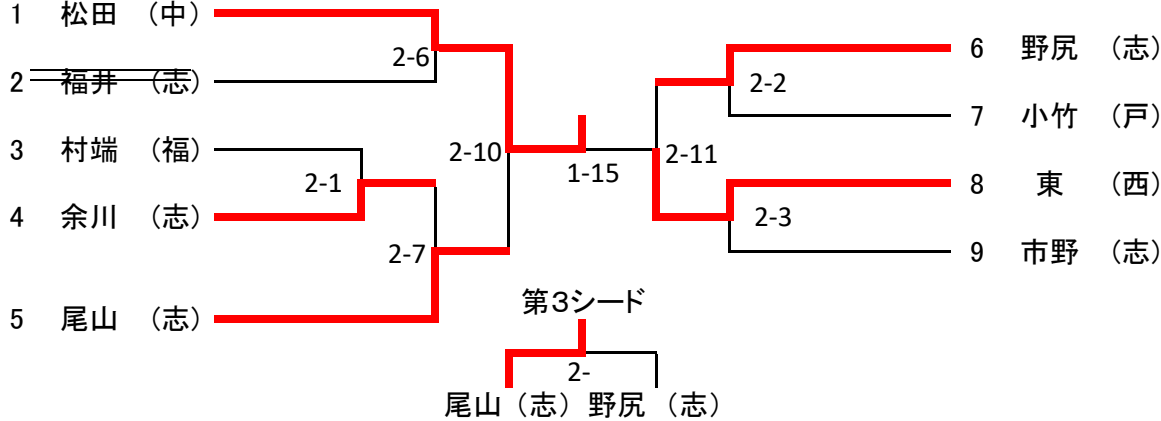 1 松田 （中）
2 福井 （志）
3 村端 （福）
4 余川 （志）
5 尾山 （志）
2-6
2-1
2-7
2-10
1-15
2-11
2-2
2-3
6 野尻 （志）
7 小竹 （戸）
8 東 （西）
9 市野 （志）
第3シード
2-
尾山（志） 野尻（志）